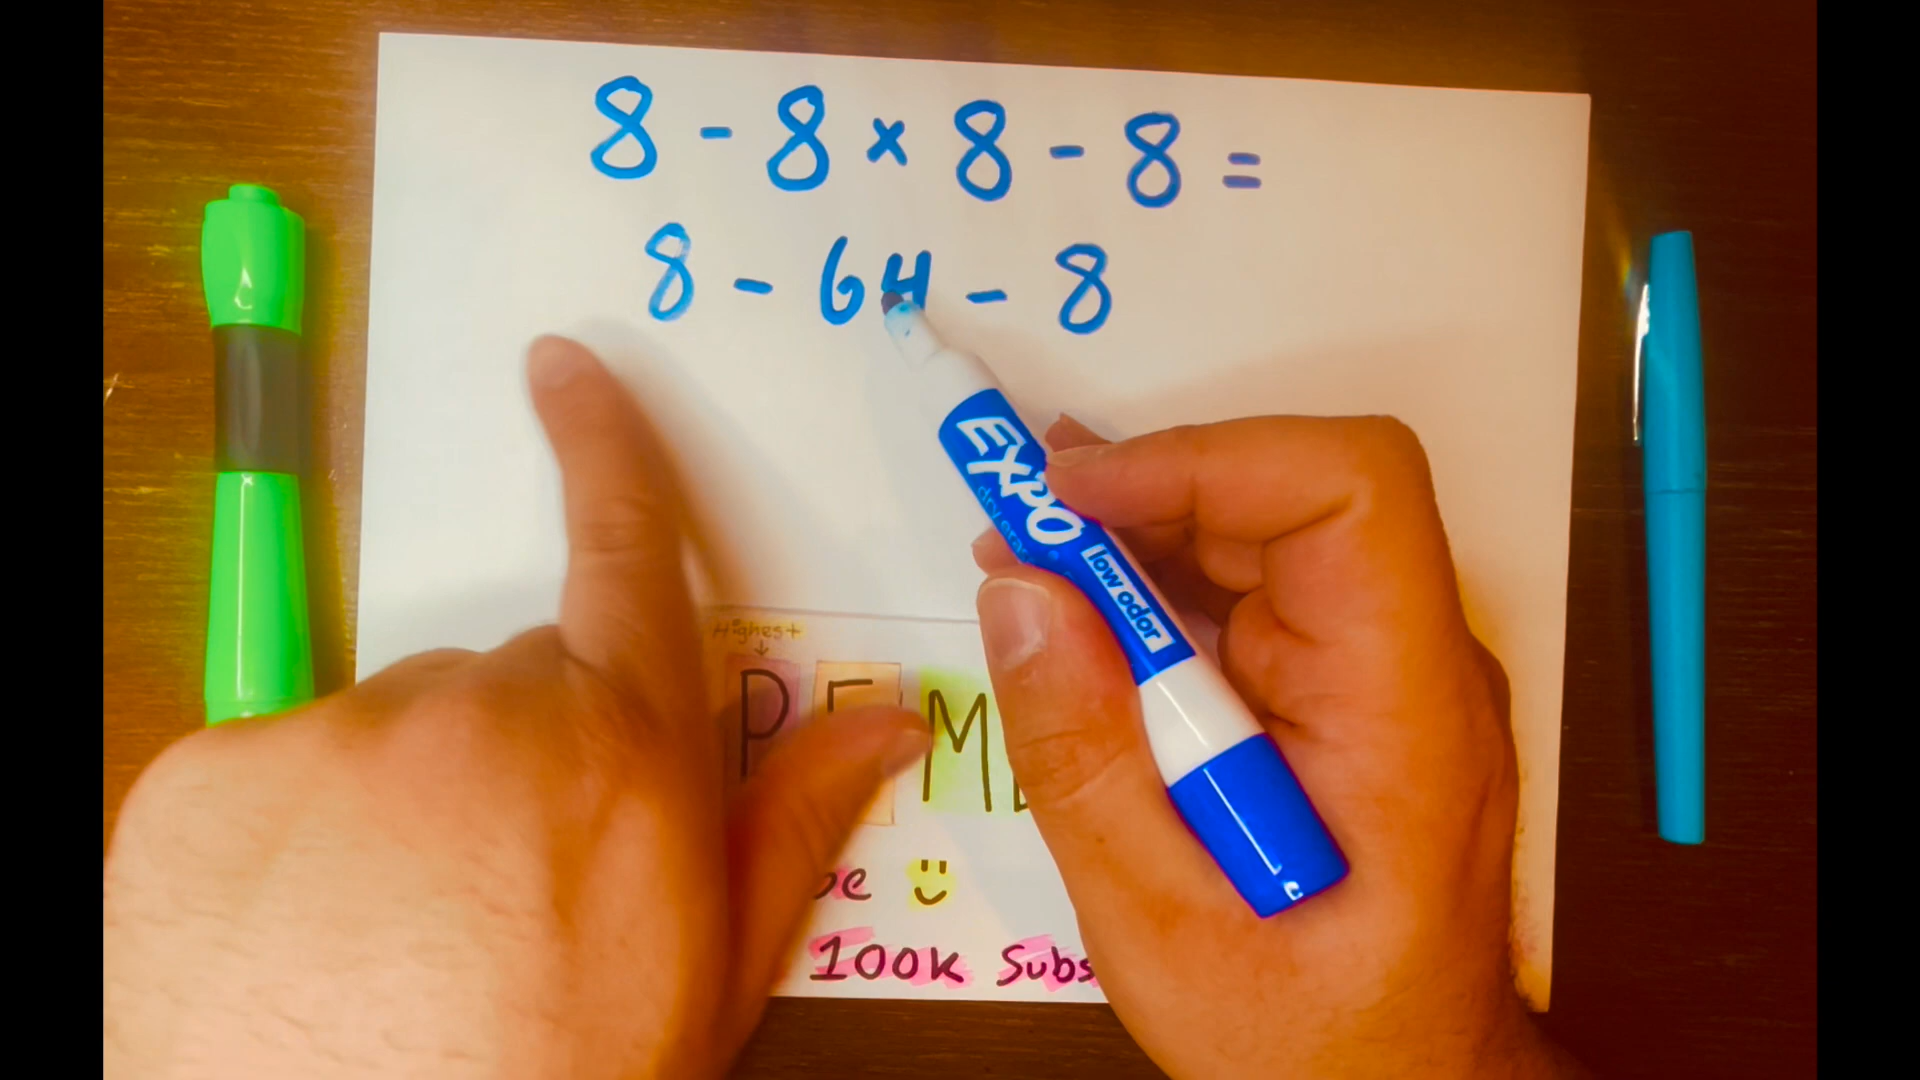 8 - 8 × 8 - 8 =
8 - 64 - 8
EXPO
low odor
Highest
↓
P E M
100k Subs